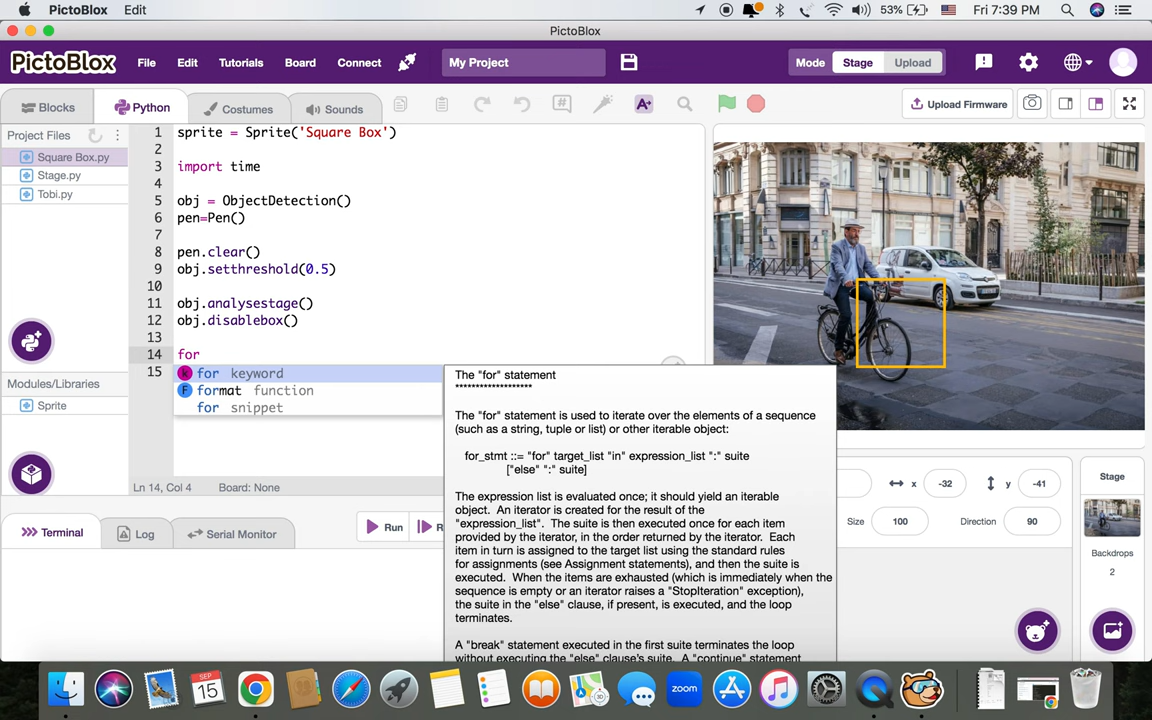 PictoBlox Edit 53% Fri 7:39 PM
PictoBlox
PictoBlox File Edit Tutorials Board Connect My Project Mode Stage Upload
Blocks Python Costumes Sounds Upload Firmware
Project Files
Square Box.py
Stage.py
Tobi.py
Modules/Libraries
Sprite
1 sprite = Sprite('Square Box')
2
3 import time
4
5 obj = ObjectDetection()
6 pen=Pen()
7
8 pen.clear()
9 obj.setthreshold(0.5)
10
11 obj.analysestage()
12 obj.disablebox()
13
14 for
15
k for keyword
F format function
for snippet
The "for" statement
*******************
The "for" statement is used to iterate over the elements of a sequence
(such as a string, tuple or list) or other iterable object:
for_stmt ::= "for" target_list "in" expression_list ":" suite
["else" ":" suite]
The expression list is evaluated once; it should yield an iterable
object. An iterator is created for the result of the
"expression_list". The suite is then executed once for each item
provided by the iterator, in the order returned by the iterator. Each
item in turn is assigned to the target list using the standard rules
for assignments (see Assignment statements), and then the suite is
executed. When the items are exhausted (which is immediately when the
sequence is empty or an iterator raises a "StopIteration" exception),
the suite in the "else" clause, if present, is executed, and the loop
terminates.
A "break" statement executed in the first suite terminates the loop
without executing the "else" clause's suite. A "continue" statement
Ln 14, Col 4 Board: None
Terminal Log Serial Monitor Run R
x -32 y -41
Size 100 Direction 90
Stage
Backdrops
2
SEP
15
zoom